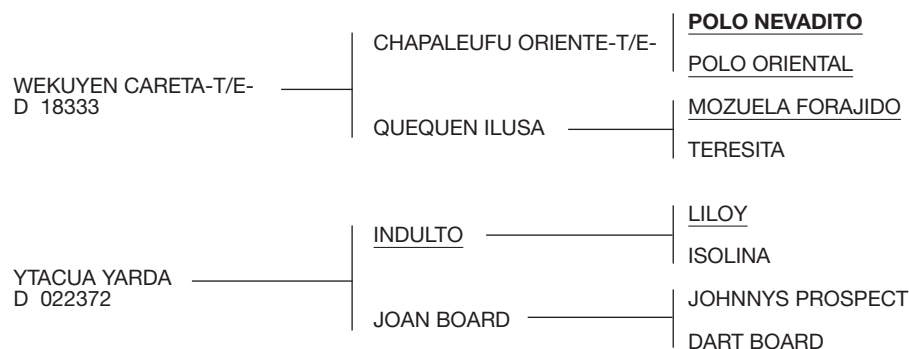 POLO NEVADITO
CHAPALEUFU ORIENTE-T/E-
POLO ORIENTAL
WEKUYEN CARETA-T/E-
D 18333
MOZUELA FORAJIDO
QUEQUEN ILUSA
TERESITA
LILOY
INDULTO
ISOLINA
YTACUA YARDA
D 022372
JOHNNYS PROSPECT
JOAN BOARD
DART BOARD